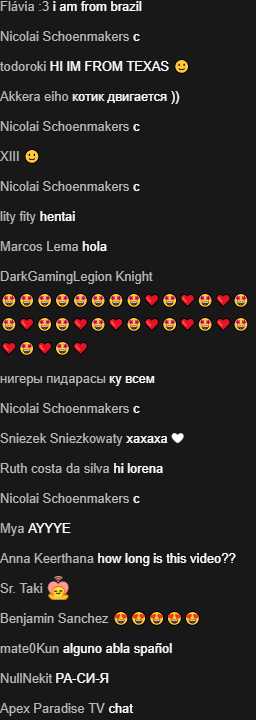 Flávia :3 i am from brazil
Nicolai Schoenmakers c
todoroki HI IM FROM TEXAS 🙂
Akkera eiho котик двигается ))
Nicolai Schoenmakers c
XIII 🙂
Nicolai Schoenmakers c
lity fity hentai
Marcos Lema hola
DarkGamingLegion Knight
🤩🤩🤩🤩🤩🤩🤩🤩❤🤩❤🤩❤🤩
🤩❤🤩🤩❤🤩❤🤩❤🤩❤🤩❤🤩
❤🤩❤🤩❤
нигеры пидарасы ку всем
Nicolai Schoenmakers c
Sniezek Sniezkowaty xaxaxa 🤍
Ruth costa da silva hi lorena
Nicolai Schoenmakers c
Mya AYYYE
Anna Keerthana how long is this video??
Sr. Taki
Benjamin Sanchez 😍😍😍😍😍
mate0Kun alguno abla spañol
NullNekit РА-СИ-Я
Apex Paradise TV chat